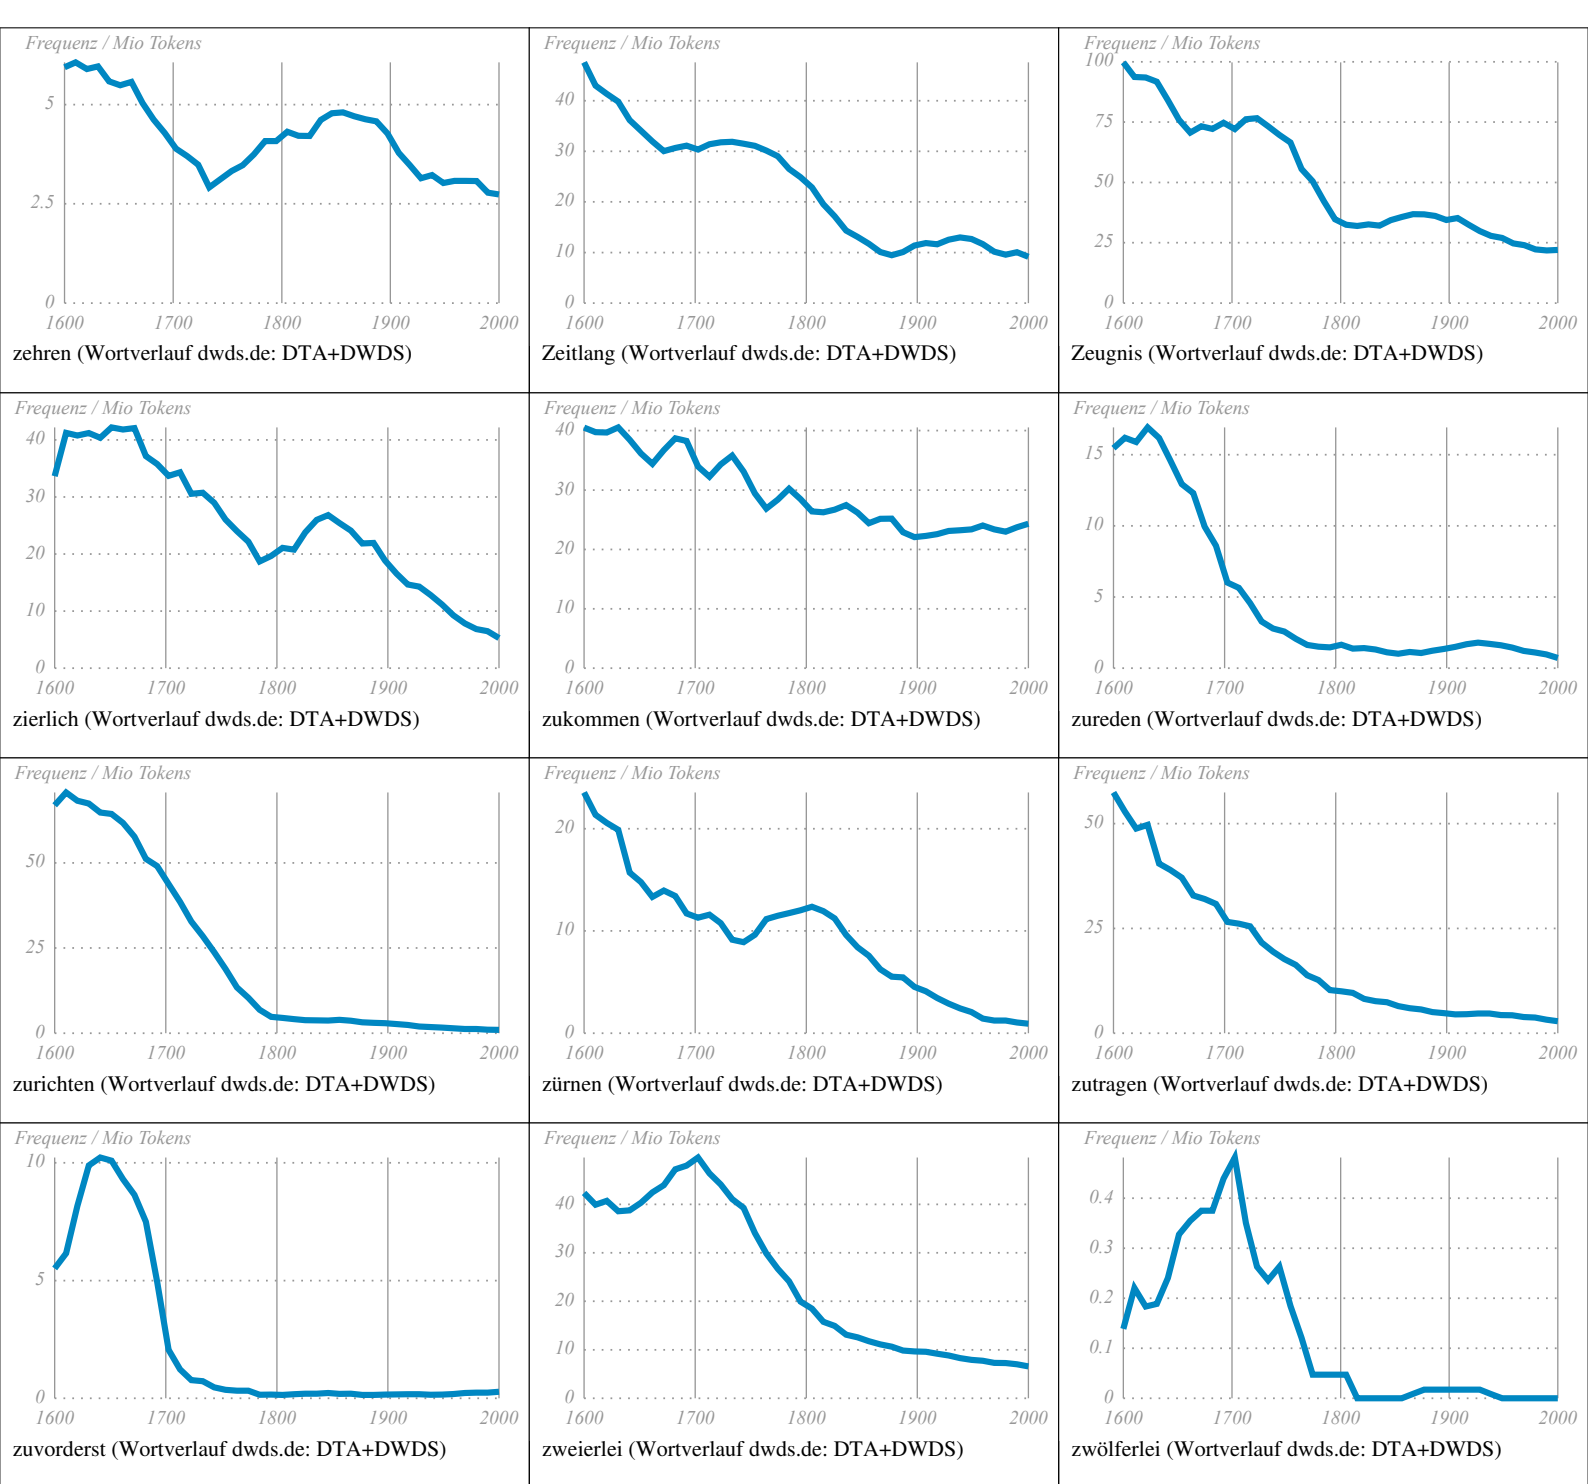 Frequenz / Mio Tokens
5
2.5
0
1600 1700 1800 1900 2000
zehren (Wortverlauf dwds.de: DTA+DWDS)
Frequenz / Mio Tokens
40
30
20
10
0
1600 1700 1800 1900 2000
Zeitlang (Wortverlauf dwds.de: DTA+DWDS)
Frequenz / Mio Tokens
100
75
50
25
0
1600 1700 1800 1900 2000
Zeugnis (Wortverlauf dwds.de: DTA+DWDS)
Frequenz / Mio Tokens
40
30
20
10
0
1600 1700 1800 1900 2000
zierlich (Wortverlauf dwds.de: DTA+DWDS)
Frequenz / Mio Tokens
40
30
20
10
0
1600 1700 1800 1900 2000
zukommen (Wortverlauf dwds.de: DTA+DWDS)
Frequenz / Mio Tokens
15
10
5
0
1600 1700 1800 1900 2000
zureden (Wortverlauf dwds.de: DTA+DWDS)
Frequenz / Mio Tokens
50
25
0
1600 1700 1800 1900 2000
zurichten (Wortverlauf dwds.de: DTA+DWDS)
Frequenz / Mio Tokens
20
10
0
1600 1700 1800 1900 2000
zürnen (Wortverlauf dwds.de: DTA+DWDS)
Frequenz / Mio Tokens
50
25
0
1600 1700 1800 1900 2000
zutragen (Wortverlauf dwds.de: DTA+DWDS)
Frequenz / Mio Tokens
10
5
0
1600 1700 1800 1900 2000
zuvorderst (Wortverlauf dwds.de: DTA+DWDS)
Frequenz / Mio Tokens
40
30
20
10
0
1600 1700 1800 1900 2000
zweierlei (Wortverlauf dwds.de: DTA+DWDS)
Frequenz / Mio Tokens
0.4
0.3
0.2
0.1
0
1600 1700 1800 1900 2000
zwölferlei (Wortverlauf dwds.de: DTA+DWDS)